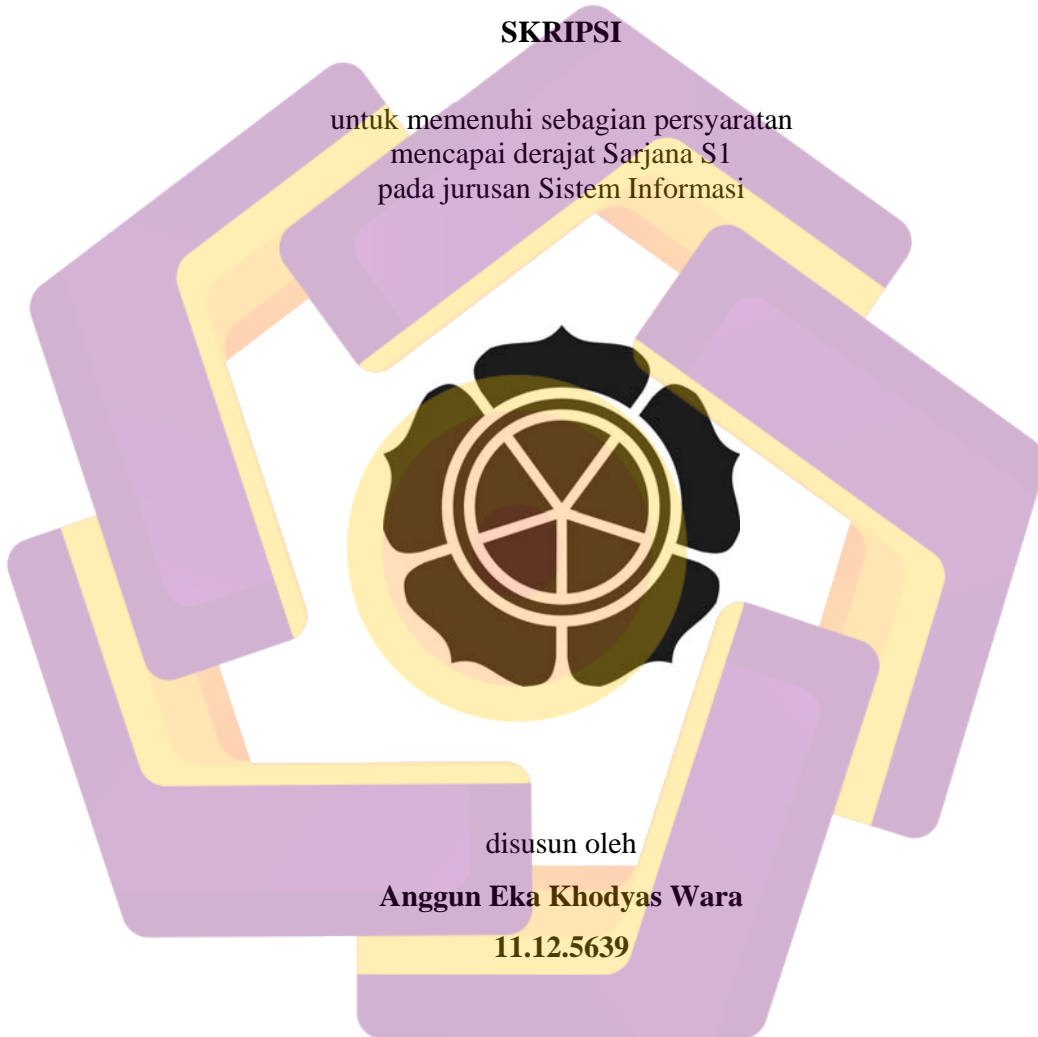 SKRIPSI
untuk memenuhi sebagian persyaratan
mencapai derajat Sarjana S1
pada jurusan Sistem Informasi
disusun oleh
Anggun Eka Khodyas Wara
11.12.5639